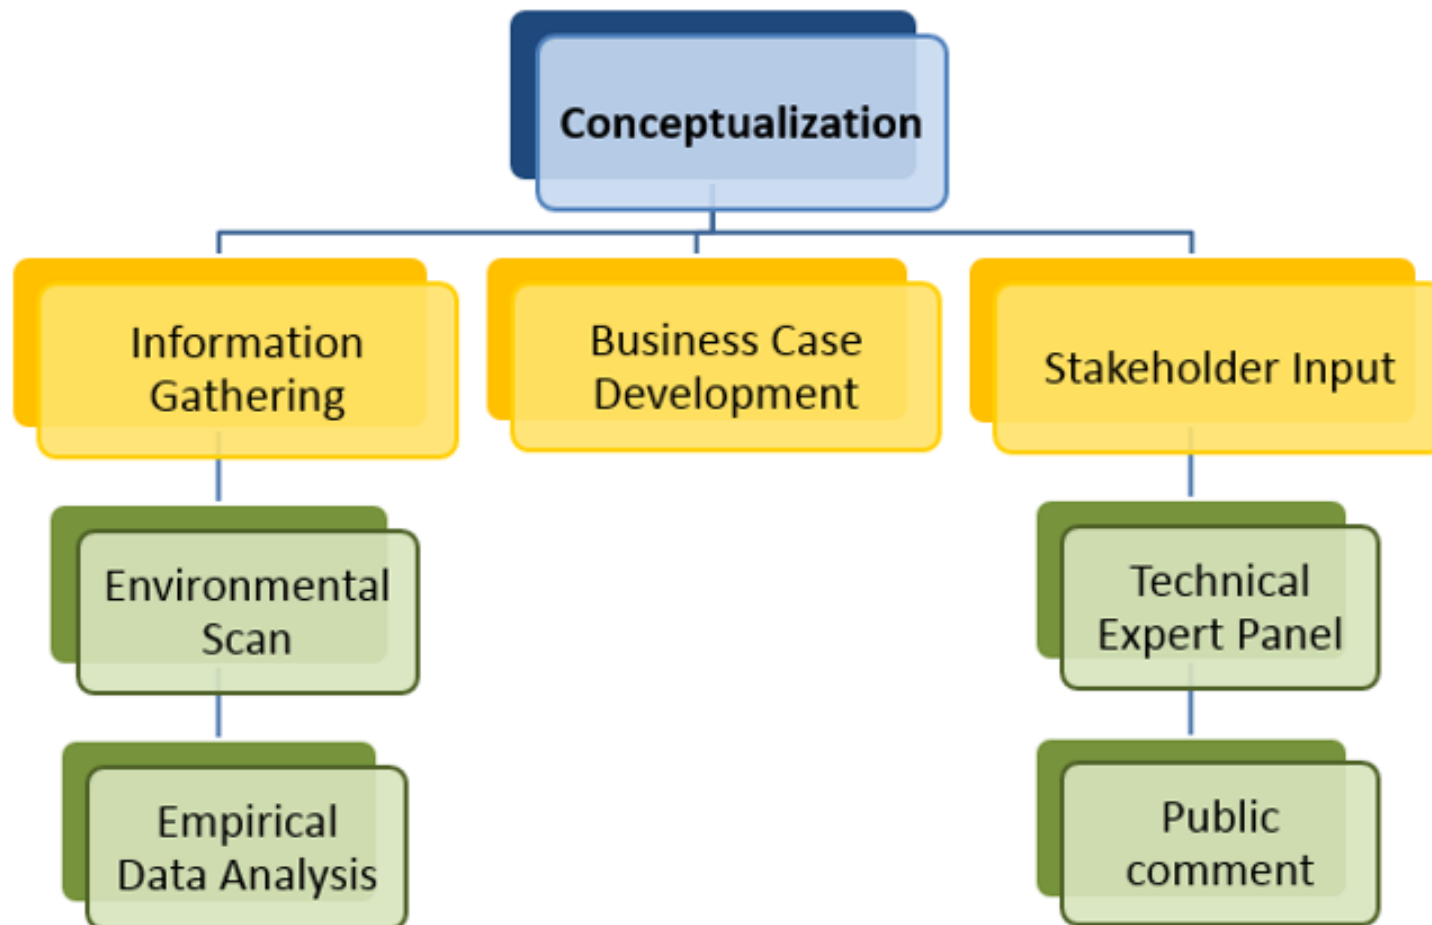 Conceptualization
Information
Gathering
Business Case
Development
Stakeholder Input
Environmental
Scan
Technical
Expert Panel
Empirical
Data Analysis
Public
comment